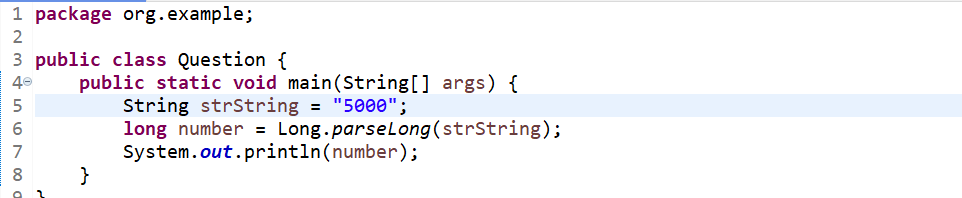 1 package org.example;
2
3 public class Question {
4 public static void main(String[] args) {
5 String strString = "5000";
6 long number = Long.parseLong(strString);
7 System.out.println(number);
8 }
9 }